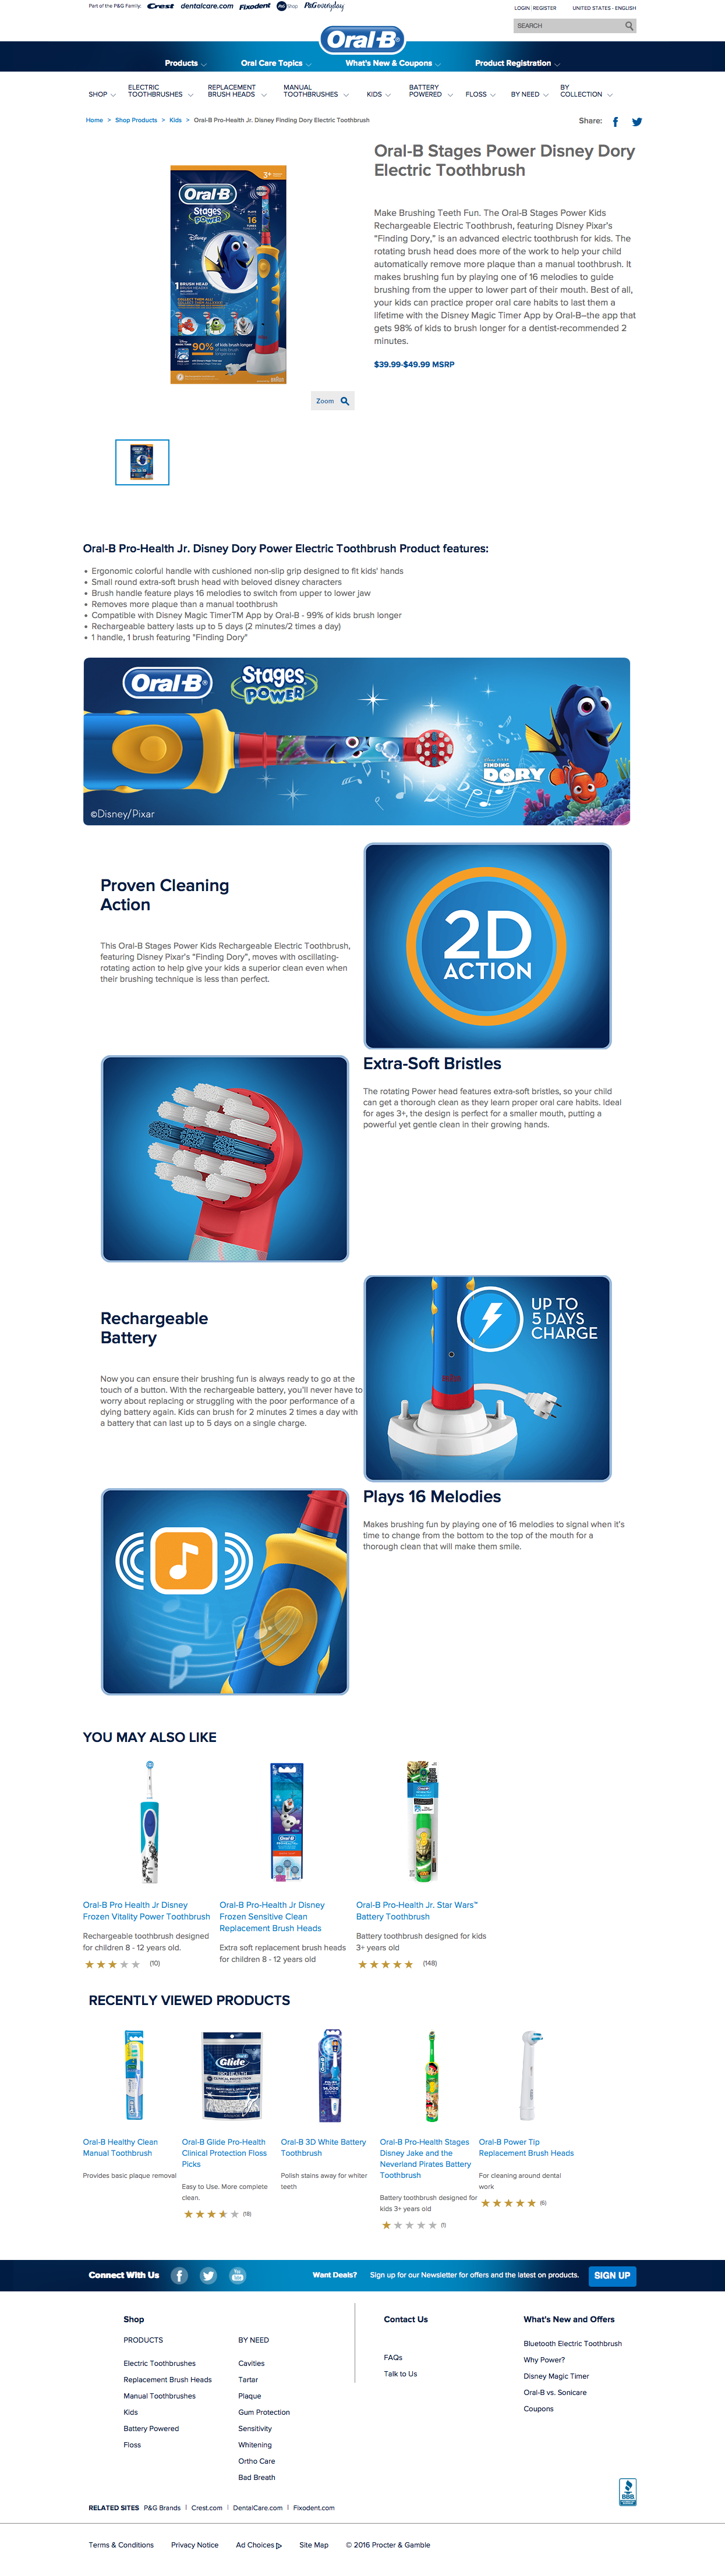 Part of the P&G Family: Crest dentalcare.com Fixodent P&G Shop P&G everyday
LOGIN | REGISTER UNITED STATES - ENGLISH
SEARCH
Oral-B
Products Oral Care Topics What's New & Coupons Product Registration
SHOP ELECTRIC TOOTHBRUSHES REPLACEMENT BRUSH HEADS MANUAL TOOTHBRUSHES KIDS BATTERY POWERED FLOSS BY NEED BY COLLECTION
Home > Shop Products > Kids > Oral-B Pro-Health Jr. Disney FInding Dory Electric Toothbrush
Share:
Oral-B Stages Power Disney Dory
Electric Toothbrush
3+
Oral-B
Stages
POWER
16
Disney
1 BRUSH HEAD
90%
BRAUN
Make Brushing Teeth Fun. The Oral-B Stages Power Kids
Rechargeable Electric Toothbrush, featuring Disney Pixar's
"Finding Dory," is an advanced electric toothbrush for kids. The
rotating brush head does more of the work to help your child
automatically remove more plaque than a manual toothbrush. It
makes brushing fun by playing one of 16 melodies to guide
brushing from the upper to lower part of their mouth. Best of all,
your kids can practice proper oral care habits to last them a
lifetime with the Disney Magic Timer App by Oral-B–the app that
gets 98% of kids to brush longer for a dentist-recommended 2
minutes.
$39.99-$49.99 MSRP
Zoom
Oral-B Pro-Health Jr. Disney Dory Power Electric Toothbrush Product features:
• Ergonomic colorful handle with cushioned non-slip grip designed to fit kids' hands
• Small round extra-soft brush head with beloved disney characters
• Brush handle feature plays 16 melodies to switch from upper to lower jaw
• Removes more plaque than a manual toothbrush
• Compatible with Disney Magic TimerTM App by Oral-B - 99% of kids brush longer
• Rechargeable battery lasts up to 5 days (2 minutes/2 times a day)
• 1 handle, 1 brush featuring "Finding Dory"
Oral-B
Stages
POWER
Disney PIXAR
FINDING
DORY
©Disney/Pixar
Proven Cleaning
Action
This Oral-B Stages Power Kids Rechargeable Electric Toothbrush,
featuring Disney Pixar's "Finding Dory", moves with oscillating-
rotating action to help give your kids a superior clean even when
their brushing technique is less than perfect.
2D
ACTION
Extra-Soft Bristles
The rotating Power head features extra-soft bristles, so your child
can get a thorough clean as they learn proper oral care habits. Ideal
for ages 3+, the design is perfect for a smaller mouth, putting a
powerful yet gentle clean in their growing hands.
Rechargeable
Battery
Now you can ensure their brushing fun is always ready to go at the
touch of a button. With the rechargeable battery, you'll never have to
worry about replacing or struggling with the poor performance of a
dying battery again. Kids can brush for 2 minutes 2 times a day with
a battery that can last up to 5 days on a single charge.
UP TO
5 DAYS
CHARGE
Plays 16 Melodies
Makes brushing fun by playing one of 16 melodies to signal when it's
time to change from the bottom to the top of the mouth for a
thorough clean that will make them smile.
YOU MAY ALSO LIKE
Oral-B Pro Health Jr Disney
Frozen Vitality Power Toothbrush
Rechargeable toothbrush designed
for children 8 - 12 years old.
(10)
Oral-B Pro-Health Jr Disney
Frozen Sensitive Clean
Replacement Brush Heads
Extra soft replacement brush heads
for children 8 - 12 years old
Oral-B Pro-Health Jr. Star Wars™
Battery Toothbrush
Battery toothbrush designed for kids
3+ years old
(148)
RECENTLY VIEWED PRODUCTS
Oral-B Healthy Clean
Manual Toothbrush
Provides basic plaque removal
Glide
PRO-HEALTH
Oral-B Glide Pro-Health
Clinical Protection Floss
Picks
Easy to Use. More complete
clean.
(18)
Oral-B 3D White Battery
Toothbrush
Polish stains away for whiter
teeth
Oral-B Pro-Health Stages
Disney Jake and the
Neverland Pirates Battery
Toothbrush
Battery toothbrush designed for
kids 3+ years old
(1)
Oral-B Power Tip
Replacement Brush Heads
For cleaning around dental
work
(6)
Connect With Us
You Tube
Want Deals? Sign up for our Newsletter for offers and the latest on products. SIGN UP
Shop
PRODUCTS
Electric Toothbrushes
Replacement Brush Heads
Manual Toothbrushes
Kids
Battery Powered
Floss
BY NEED
Cavities
Tartar
Plaque
Gum Protection
Sensitivity
Whitening
Ortho Care
Bad Breath
Contact Us
FAQs
Talk to Us
What's New and Offers
Bluetooth Electric Toothbrush
Why Power?
Disney Magic Timer
Oral-B vs. Sonicare
Coupons
BBB
RELATED SITES P&G Brands | Crest.com | DentalCare.com | Fixodent.com
Terms & Conditions Privacy Notice Ad Choices Site Map © 2016 Procter & Gamble